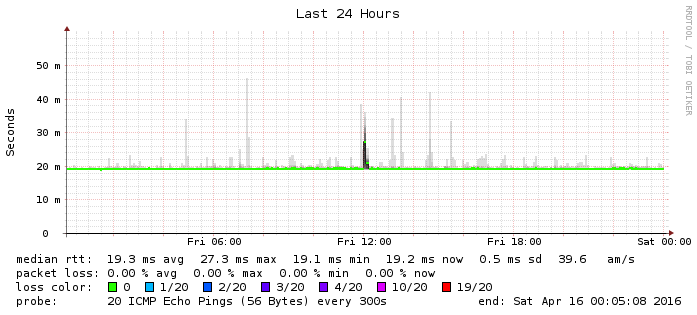 Last 24 Hours
RRDTOOL / TOBI OETIKER
Seconds
50 m
40 m
30 m
20 m
10 m
0
Fri 06:00 Fri 12:00 Fri 18:00 Sat 00:00
median rtt: 19.3 ms avg 27.3 ms max 19.1 ms min 19.2 ms now 0.5 ms sd 39.6 am/s
packet loss: 0.00 % avg 0.00 % max 0.00 % min 0.00 % now
loss color: 0 1/20 2/20 3/20 4/20 10/20 19/20
probe: 20 ICMP Echo Pings (56 Bytes) every 300s end: Sat Apr 16 00:05:08 2016